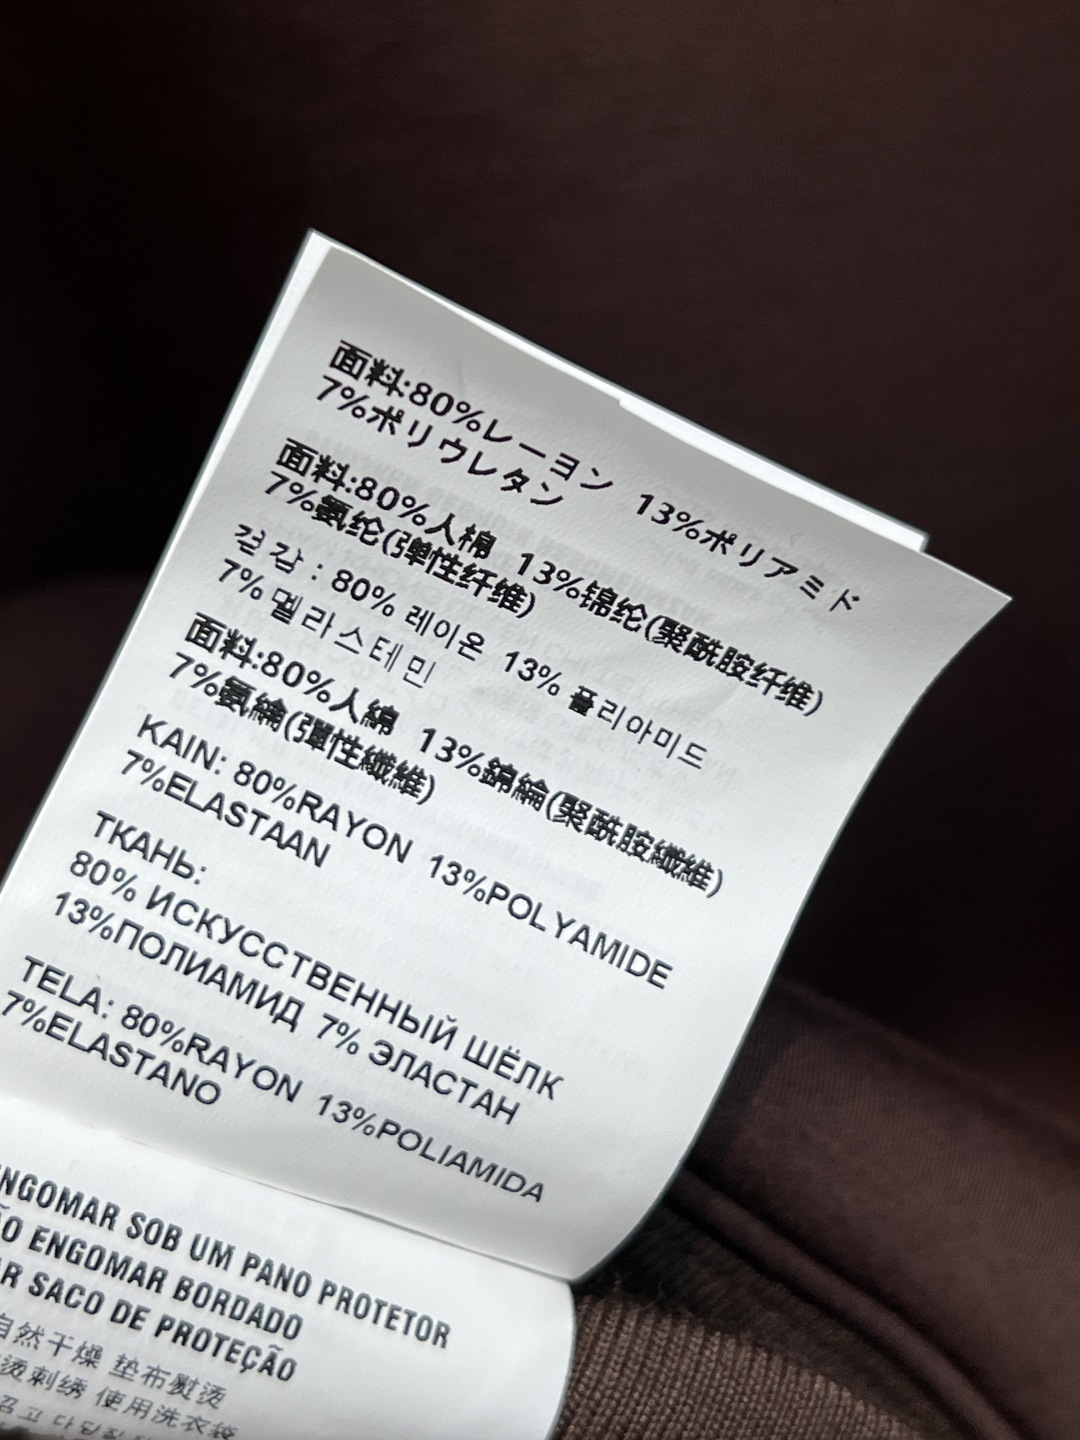 面料:80%レーヨン 13%ポリアミド
7%ポリウレタン
面料:80%人棉 13%锦纶(聚酰胺纤维)
7%氨纶(弹性纤维)
겉감 : 80% 레이온 13% 폴리아미드
7%엘라스테인
面料:80%人綿 13%錦綸(聚酰胺纖維)
7%氨綸(彈性纖維)
KAIN: 80%RAYON 13%POLYAMIDE
7%ELASTAAN
ТКАНЬ:
80% ИСКУССТВЕННЫЙ ШЁЛК
13%ПОЛИАМИД 7% ЭЛАСТАН
TELA: 80%RAYON 13%POLIAMIDA
7%ELASTANO
NGOMAR SOB UM PANO PROTETOR
ÃO ENGOMAR BORDADO
AR SACO DE PROTEÇÃO
自然干燥 垫布熨烫
烫刺绣 使用洗衣袋